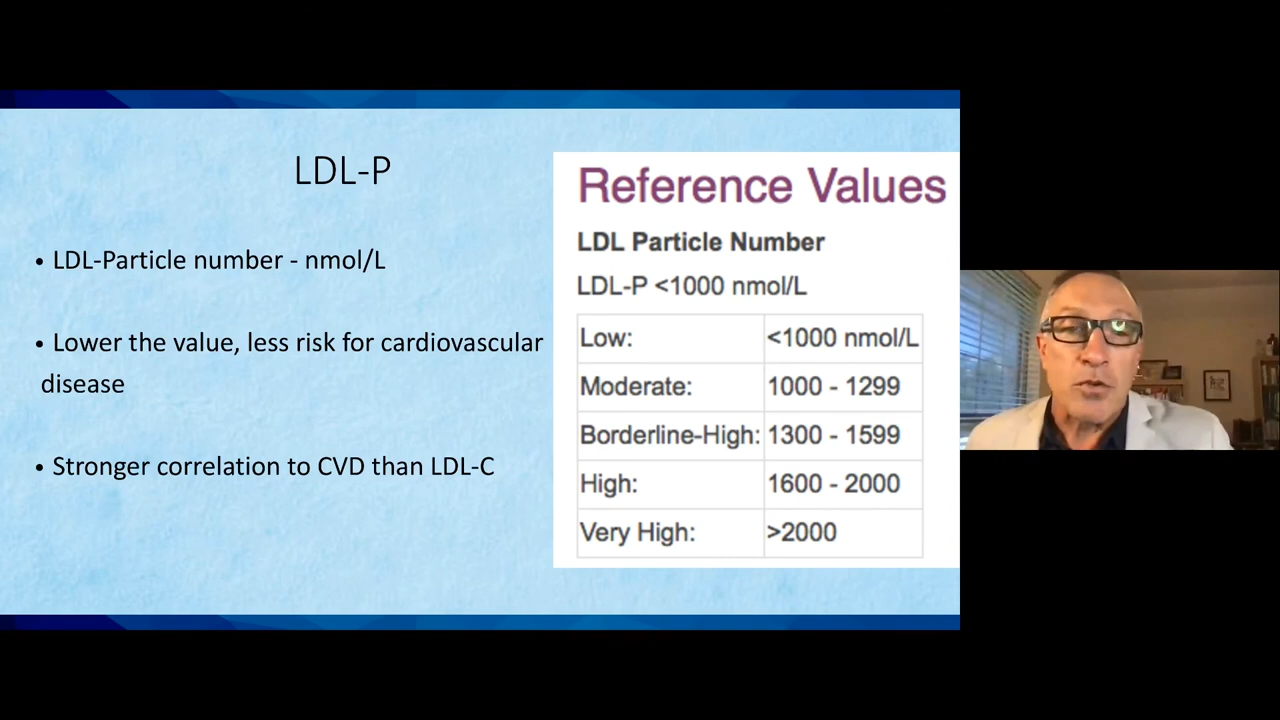 LDL-P
• LDL-Particle number - nmol/L
• Lower the value, less risk for cardiovascular
disease
• Stronger correlation to CVD than LDL-C
Reference Values
LDL Particle Number
LDL-P <1000 nmol/L
Low: <1000 nmol/L
Moderate: 1000 - 1299
Borderline-High: 1300 - 1599
High: 1600 - 2000
Very High: >2000